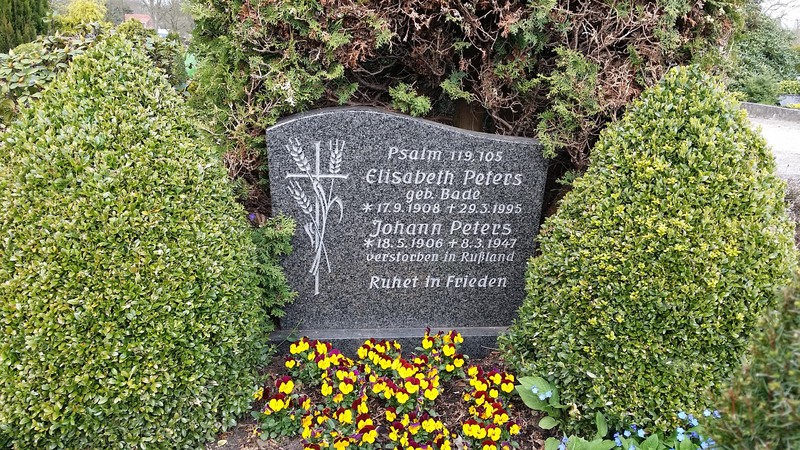 Psalm 119,105
Elisabeth Peters
geb. Bade
* 17.9.1908 + 29.3.1995
Johann Peters
* 18.5.1906 + 8.3.1947
verstorben in Rußland
Ruhet in Frieden